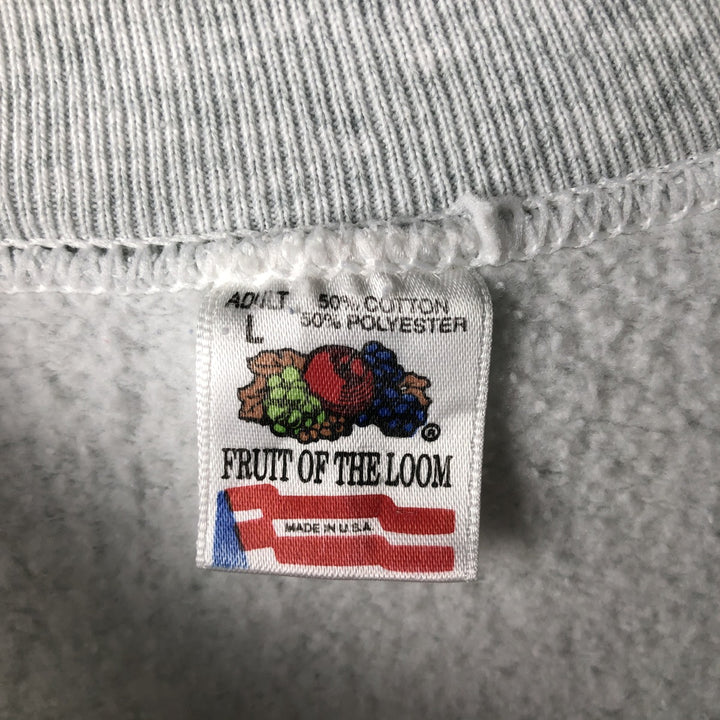 ADULT 50% COTTON
L 50% POLYESTER
®
FRUIT OF THE LOOM
MADE IN U.S.A.